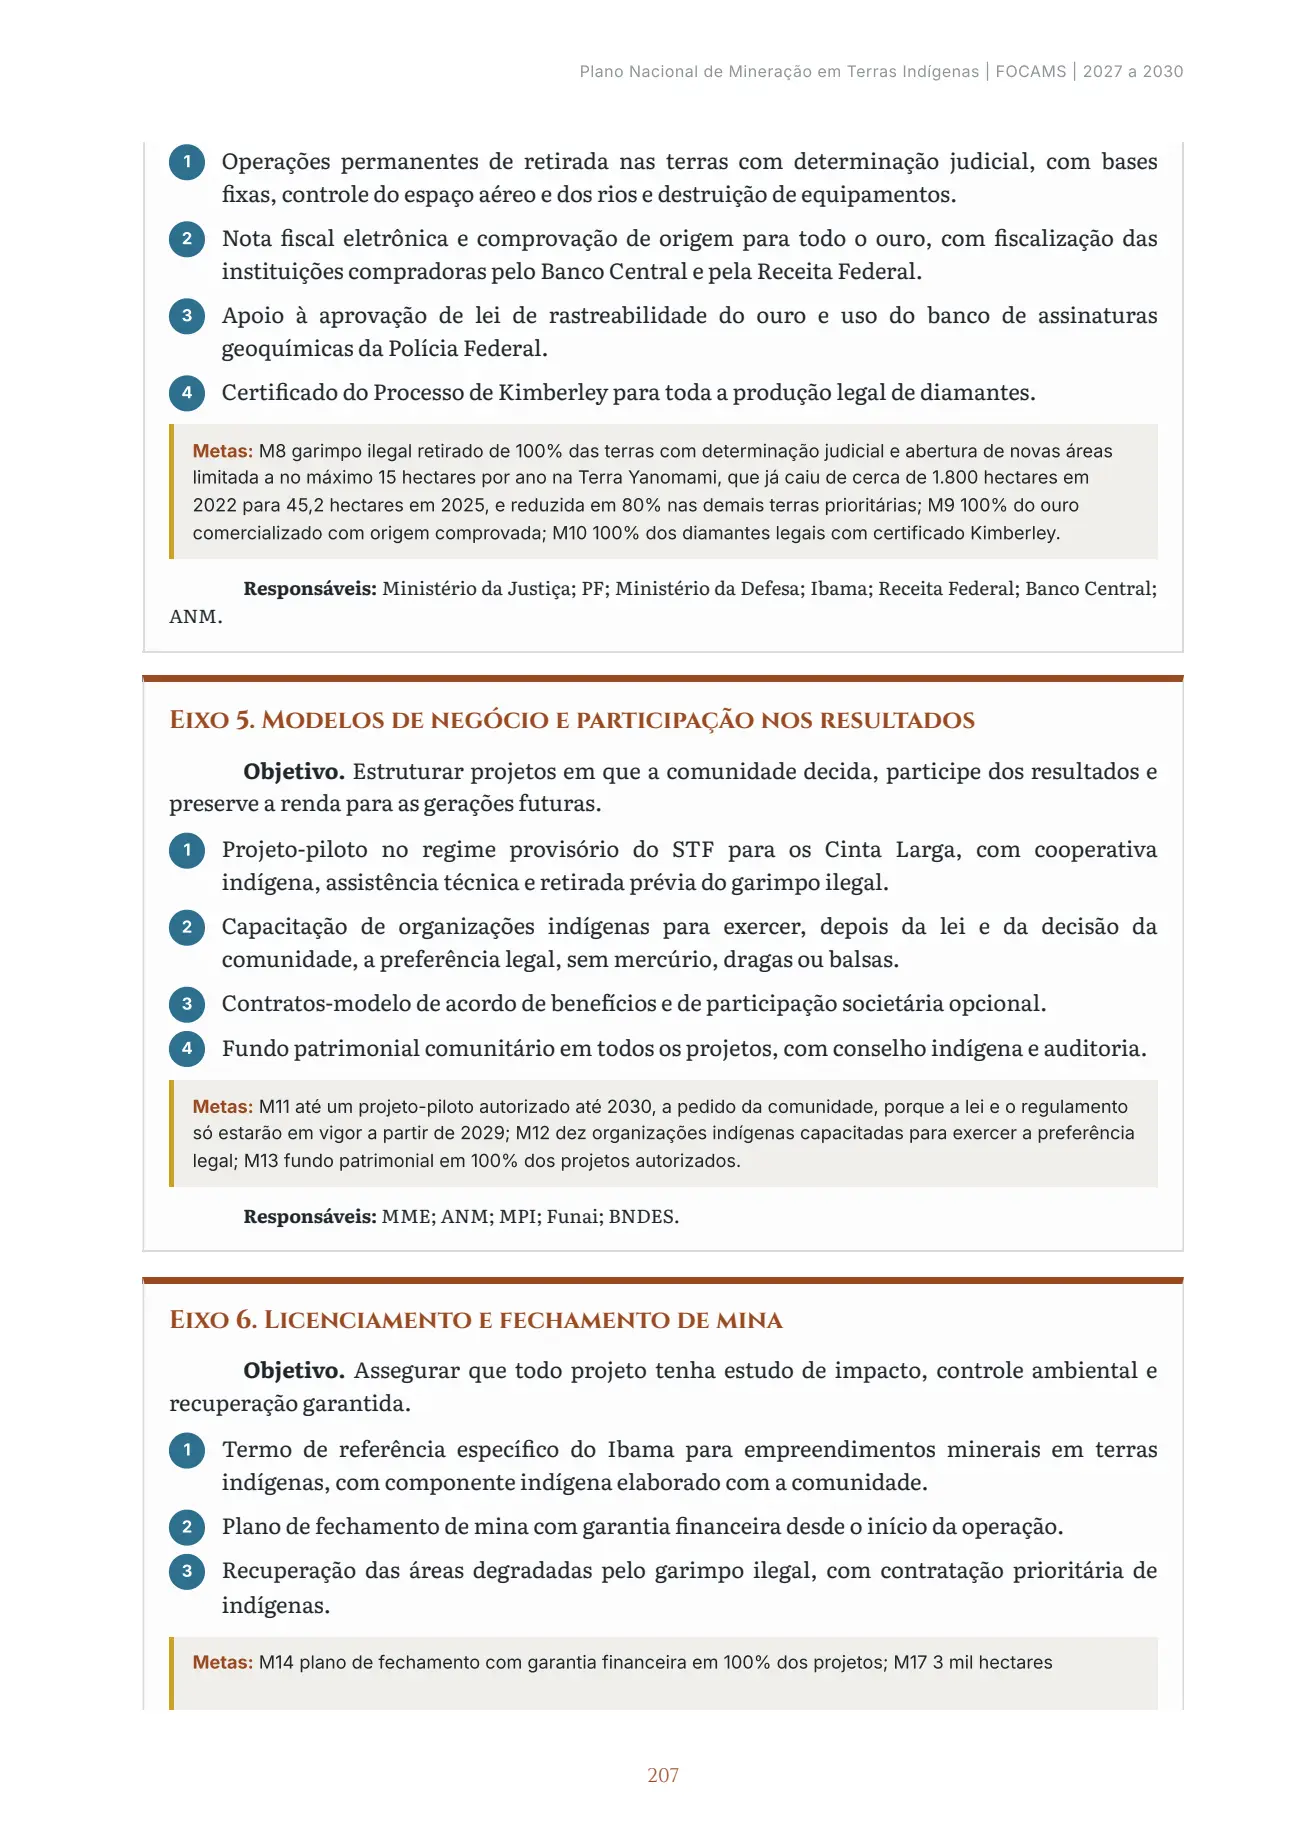 Plano Nacional de Mineração em Terras Indígenas | FOCAMS | 2027 a 2030
1 Operações permanentes de retirada nas terras com determinação judicial, com bases
fixas, controle do espaço aéreo e dos rios e destruição de equipamentos.
2 Nota fiscal eletrônica e comprovação de origem para todo o ouro, com fiscalização das
instituições compradoras pelo Banco Central e pela Receita Federal.
3 Apoio à aprovação de lei de rastreabilidade do ouro e uso do banco de assinaturas
geoquímicas da Polícia Federal.
4 Certificado do Processo de Kimberley para toda a produção legal de diamantes.
Metas: M8 garimpo ilegal retirado de 100% das terras com determinação judicial e abertura de novas áreas
limitada a no máximo 15 hectares por ano na Terra Yanomami, que já caiu de cerca de 1.800 hectares em
2022 para 45,2 hectares em 2025, e reduzida em 80% nas demais terras prioritárias; M9 100% do ouro
comercializado com origem comprovada; M10 100% dos diamantes legais com certificado Kimberley.
Responsáveis: Ministério da Justiça; PF; Ministério da Defesa; Ibama; Receita Federal; Banco Central;
ANM.
Eixo 5. Modelos de negócio e participação nos resultados
Objetivo. Estruturar projetos em que a comunidade decida, participe dos resultados e
preserve a renda para as gerações futuras.
1 Projeto-piloto no regime provisório do STF para os Cinta Larga, com cooperativa
indígena, assistência técnica e retirada prévia do garimpo ilegal.
2 Capacitação de organizações indígenas para exercer, depois da lei e da decisão da
comunidade, a preferência legal, sem mercúrio, dragas ou balsas.
3 Contratos-modelo de acordo de benefícios e de participação societária opcional.
4 Fundo patrimonial comunitário em todos os projetos, com conselho indígena e auditoria.
Metas: M11 até um projeto-piloto autorizado até 2030, a pedido da comunidade, porque a lei e o regulamento
só estarão em vigor a partir de 2029; M12 dez organizações indígenas capacitadas para exercer a preferência
legal; M13 fundo patrimonial em 100% dos projetos autorizados.
Responsáveis: MME; ANM; MPI; Funai; BNDES.
Eixo 6. Licenciamento e fechamento de mina
Objetivo. Assegurar que todo projeto tenha estudo de impacto, controle ambiental e
recuperação garantida.
1 Termo de referência específico do Ibama para empreendimentos minerais em terras
indígenas, com componente indígena elaborado com a comunidade.
2 Plano de fechamento de mina com garantia financeira desde o início da operação.
3 Recuperação das áreas degradadas pelo garimpo ilegal, com contratação prioritária de
indígenas.
Metas: M14 plano de fechamento com garantia financeira em 100% dos projetos; M17 3 mil hectares
207